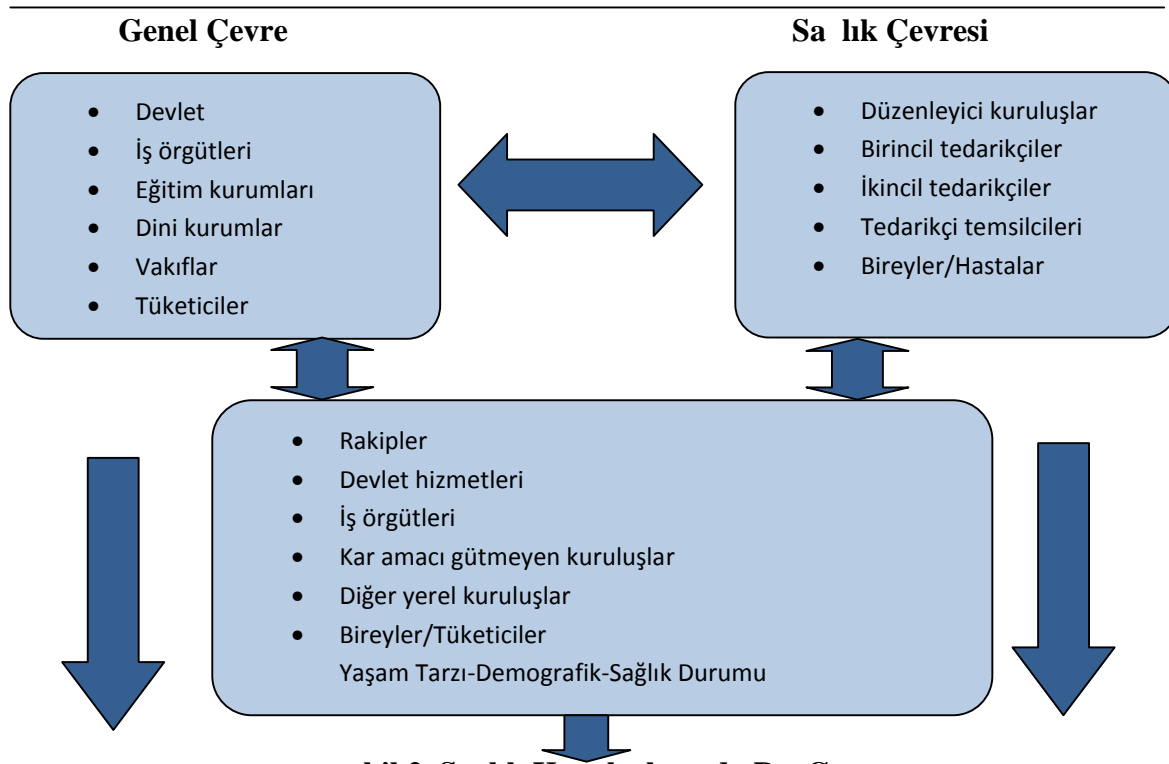 Genel Çevre
Sa lık Çevresi
• Devlet
• İş örgütleri
• Eğitim kurumları
• Dini kurumlar
• Vakıflar
• Tüketiciler
• Düzenleyici kuruluşlar
• Birincil tedarikçiler
• İkincil tedarikçiler
• Tedarikçi temsilcileri
• Bireyler/Hastalar
• Rakipler
• Devlet hizmetleri
• İş örgütleri
• Kar amacı gütmeyen kuruluşlar
• Diğer yerel kuruluşlar
• Bireyler/Tüketiciler
Yaşam Tarzı-Demografik-Sağlık Durumu